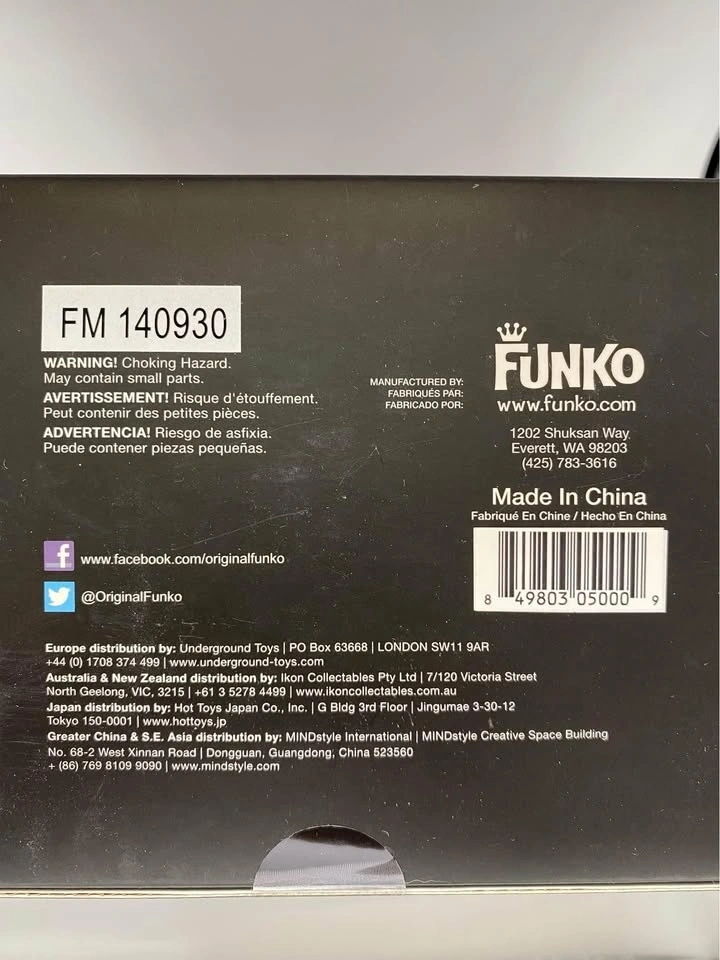 FM 140930
WARNING! Choking Hazard.
May contain small parts.
AVERTISSEMENT! Risque d'étouffement.
Peut contenir des petites pièces.
ADVERTENCIA! Riesgo de asfixia.
Puede contener piezas pequeñas.
MANUFACTURED BY:
FABRIQUÉS PAR:
FABRICADO POR:
FUNKO
www.funko.com
1202 Shuksan Way
Everett, WA 98203
(425) 783-3616
Made In China
Fabriqué En Chine / Hecho En China
8 49803 05000 9
f www.facebook.com/originalfunko
@OriginalFunko
Europe distribution by: Underground Toys | PO Box 63668 | LONDON SW11 9AR
+44 (0) 1708 374 499 | www.underground-toys.com
Australia & New Zealand distribution by: Ikon Collectables Pty Ltd | 7/120 Victoria Street
North Geelong, VIC, 3215 | +61 3 5278 4499 | www.ikoncollectables.com.au
Japan distribution by: Hot Toys Japan Co., Inc. | G Bldg 3rd Floor | Jingumae 3-30-12
Tokyo 150-0001 | www.hottoys.jp
Greater China & S.E. Asia distribution by: MINDstyle International | MINDstyle Creative Space Building
No. 68-2 West Xinnan Road | Dongguan, Guangdong, China 523560
+ (86) 769 8109 9090 | www.mindstyle.com